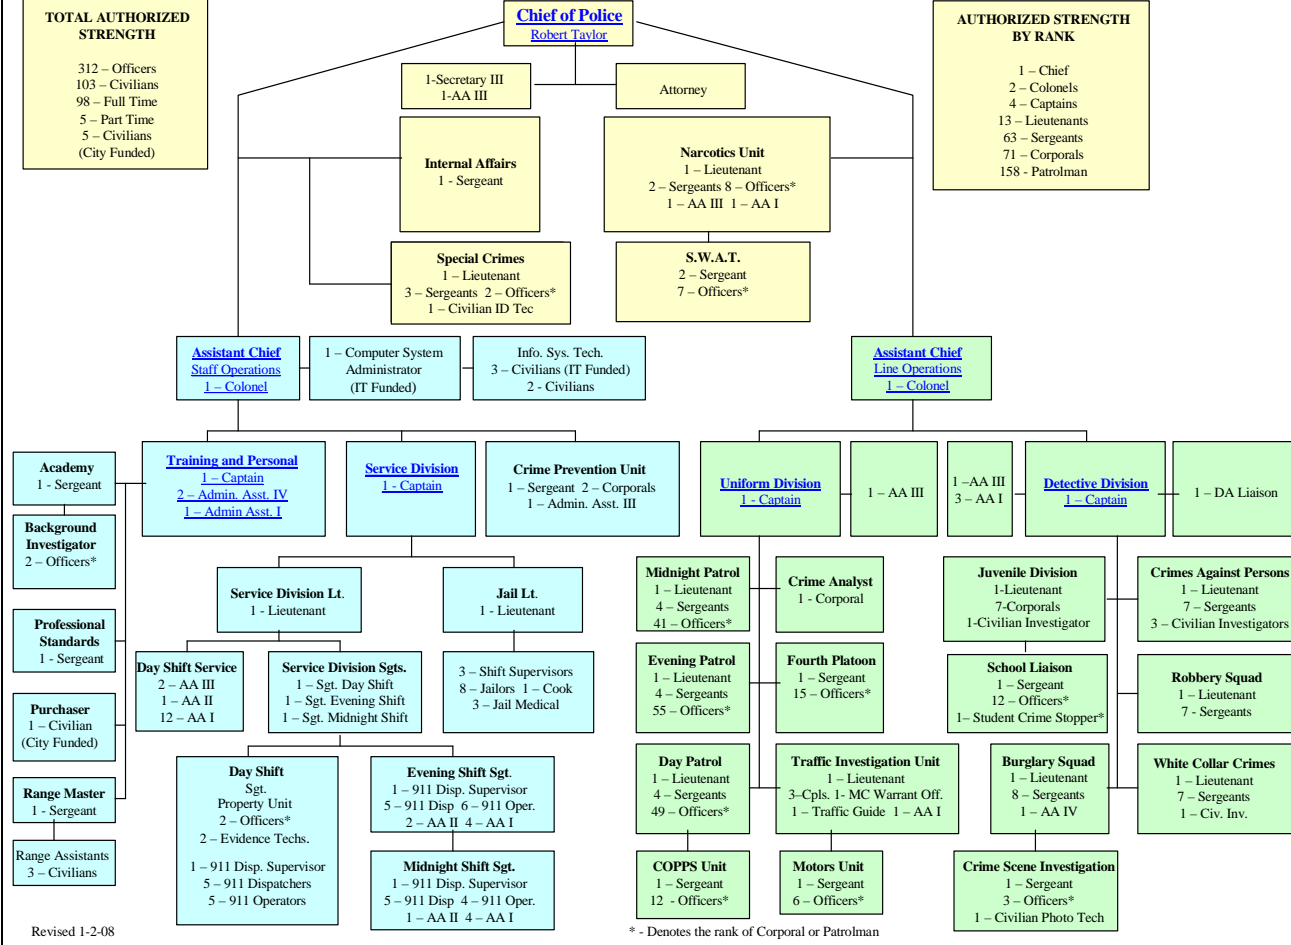 TOTAL AUTHORIZED
STRENGTH
312 – Officers
103 – Civilians
98 – Full Time
5 – Part Time
5 – Civilians
(City Funded)
Chief of Police
Robert Taylor
AUTHORIZED STRENGTH
BY RANK
1 – Chief
2 – Colonels
4 – Captains
13 – Lieutenants
63 – Sergeants
71 – Corporals
158 - Patrolman
1-Secretary III
1-AA III
Attorney
Internal Affairs
1 - Sergeant
Narcotics Unit
1 – Lieutenant
2 – Sergeants 8 – Officers*
1 – AA III 1 – AA I
Special Crimes
1 – Lieutenant
3 – Sergeants 2 – Officers*
1 – Civilian ID Tec
S.W.A.T.
2 – Sergeant
7 – Officers*
Assistant Chief
Staff Operations
1 – Colonel
1 – Computer System
Administrator
(IT Funded)
Info. Sys. Tech.
3 – Civilians (IT Funded)
2 - Civilians
Assistant Chief
Line Operations
1 – Colonel
Academy
1 - Sergeant
Training and Personal
1 – Captain
2 – Admin. Asst. IV
1 – Admin Asst. I
Service Division
1 - Captain
Crime Prevention Unit
1 – Sergeant 2 – Corporals
1 – Admin. Asst. III
Uniform Division
1 - Captain
1 – AA III
1 –AA III
3 – AA I
Detective Division
1 – Captain
1 – DA Liaison
Background
Investigator
2 – Officers*
Service Division Lt.
1 - Lieutenant
Jail Lt.
1 - Lieutenant
Midnight Patrol
1 – Lieutenant
4 – Sergeants
41 – Officers*
Crime Analyst
1 - Corporal
Juvenile Division
1-Lieutenant
7-Corporals
1-Civilian Investigator
Crimes Against Persons
1 – Lieutenant
7 – Sergeants
3 – Civilian Investigators
Professional
Standards
1 - Sergeant
Day Shift Service
2 – AA III
1 – AA II
12 – AA I
Service Division Sgts.
1 – Sgt. Day Shift
1 – Sgt. Evening Shift
1 – Sgt. Midnight Shift
3 – Shift Supervisors
8 – Jailors 1 – Cook
3 – Jail Medical
Evening Patrol
1 – Lieutenant
4 – Sergeants
55 – Officers*
Fourth Platoon
1 – Sergeant
15 – Officers*
School Liaison
1 – Sergeant
12 – Officers*
1– Student Crime Stopper*
Robbery Squad
1 – Lieutenant
7 - Sergeants
Purchaser
1 – Civilian
(City Funded)
Range Master
1 - Sergeant
Range Assistants
3 – Civilians
Day Shift
Sgt.
Property Unit
2 – Officers*
2 – Evidence Techs.
1 – 911 Disp. Supervisor
5 – 911 Dispatchers
5 – 911 Operators
Evening Shift Sgt.
1 – 911 Disp. Supervisor
5 – 911 Disp 6 – 911 Oper.
2 – AA II 4 – AA I
Midnight Shift Sgt.
1 – 911 Disp. Supervisor
5 – 911 Disp 4 – 911 Oper.
1 – AA II 4 – AA I
Day Patrol
1 – Lieutenant
4 – Sergeants
49 – Officers*
Traffic Investigation Unit
1 – Lieutenant
3–Cpls. 1- MC Warrant Off.
1 – Traffic Guide 1 – AA I
Burglary Squad
1 – Lieutenant
8 – Sergeants
1 – AA IV
White Collar Crimes
1 – Lieutenant
7 – Sergeants
1 – Civ. Inv.
COPPS Unit
1 – Sergeant
12 - Officers*
Motors Unit
1 – Sergeant
6 – Officers*
Crime Scene Investigation
1 – Sergeant
3 – Officers*
1 – Civilian Photo Tech
Revised 1-2-08
* - Denotes the rank of Corporal or Patrolman